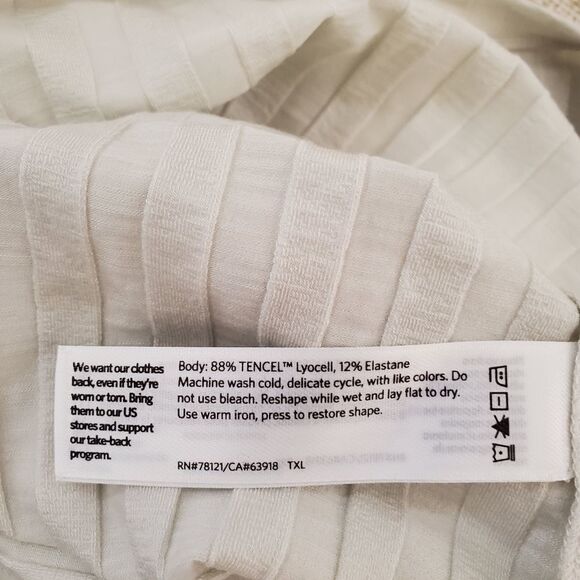 We want our clothes
back, even if they're
worn or torn. Bring
them to our US
stores and support
our take-back
program.
Body: 88% TENCEL™ Lyocell, 12% Elastane
Machine wash cold, delicate cycle, with like colors. Do
not use bleach. Reshape while wet and lay flat to dry.
Use warm iron, press to restore shape.
RN#78121/CA#63918 TXL